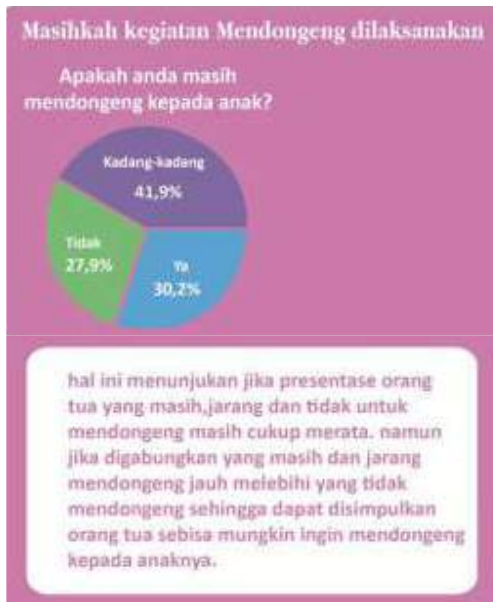 Masihkah kegiatan Mendongeng dilaksanakan
Apakah anda masih
mendongeng kepada anak?
Kadang-kadang
41,9%
Tidak
27,9%
Ya
30,2%
hal ini menunjukan jika presentase orang
tua yang masih,jarang dan tidak untuk
mendongeng masih cukup merata. namun
jika digabungkan yang masih dan jarang
mendongeng jauh melebihi yang tidak
mendongeng sehingga dapat disimpulkan
orang tua sebisa mungkin ingin mendongeng
kepada anaknya.